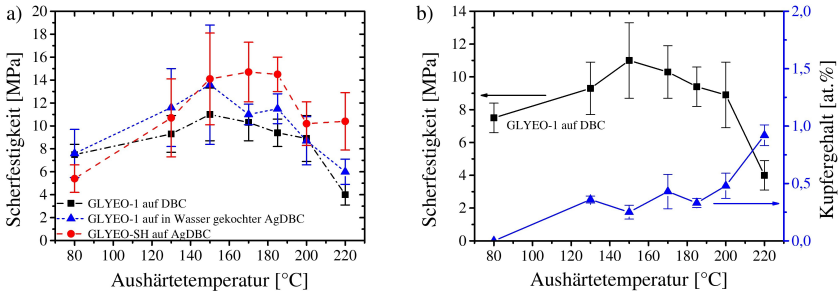 a)
20
18
16
14
12
10
8
6
4
2
0
Scherfestigkeit [MPa]
GLYEO-1 auf DBC
GLYEO-1 auf in Wasser gekochter AgDBC
GLYEO-SH auf AgDBC
80 100 120 140 160 180 200 220
Aushärtetemperatur [°C]
b)
14
12
10
8
6
4
2
0
Scherfestigkeit [MPa]
GLYEO-1 auf DBC
2,0
1,5
1,0
0,5
0,0
Kupfergehalt [at.%]
80 100 120 140 160 180 200 220
Aushärtetemperatur [°C]